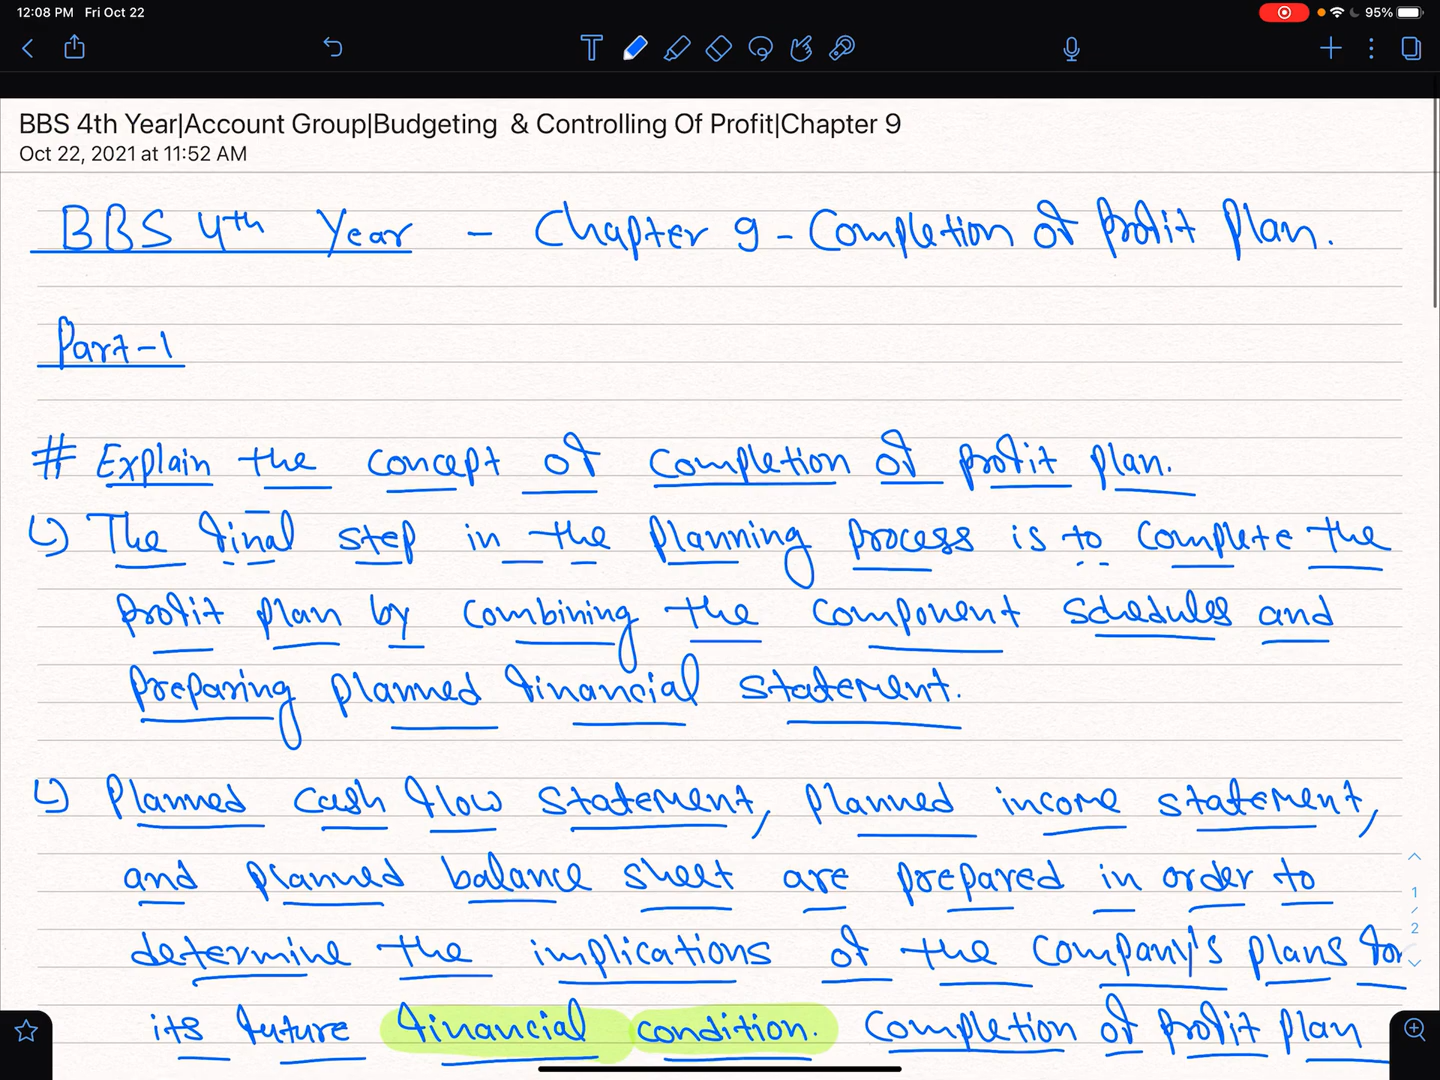 12:08 PM Fri Oct 22
95%
BBS 4th Year|Account Group|Budgeting & Controlling Of Profit|Chapter 9
Oct 22, 2021 at 11:52 AM
BBS 4th Year - Chapter 9 - Completion of Profit Plan.
Part-1
# Explain the concept of completion of profit plan.
The final step in the planning process is to complete the
profit plan by combining the component schedules and
preparing planned financial statement.
Planned cash flow statement, planned income statement,
and planned balance sheet are prepared in order to
determine the implications of the company's plans for
its future financial condition. Completion of profit plan
1
/
2